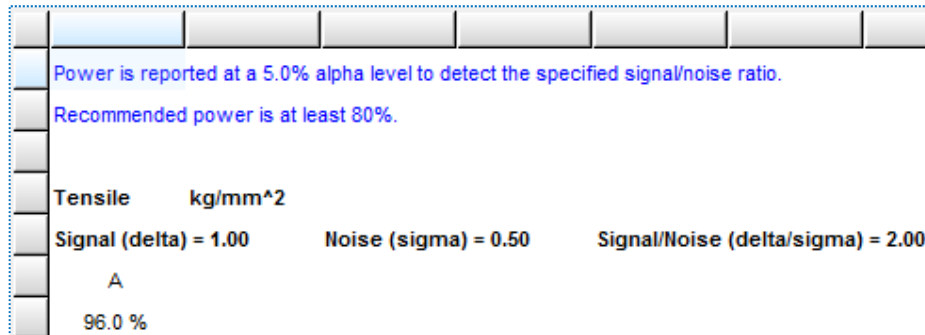 Power is reported at a 5.0% alpha level to detect the specified signal/noise ratio.
Recommended power is at least 80%.
Tensile kg/mm^2
Signal (delta) = 1.00 Noise (sigma) = 0.50 Signal/Noise (delta/sigma) = 2.00
A
96.0 %